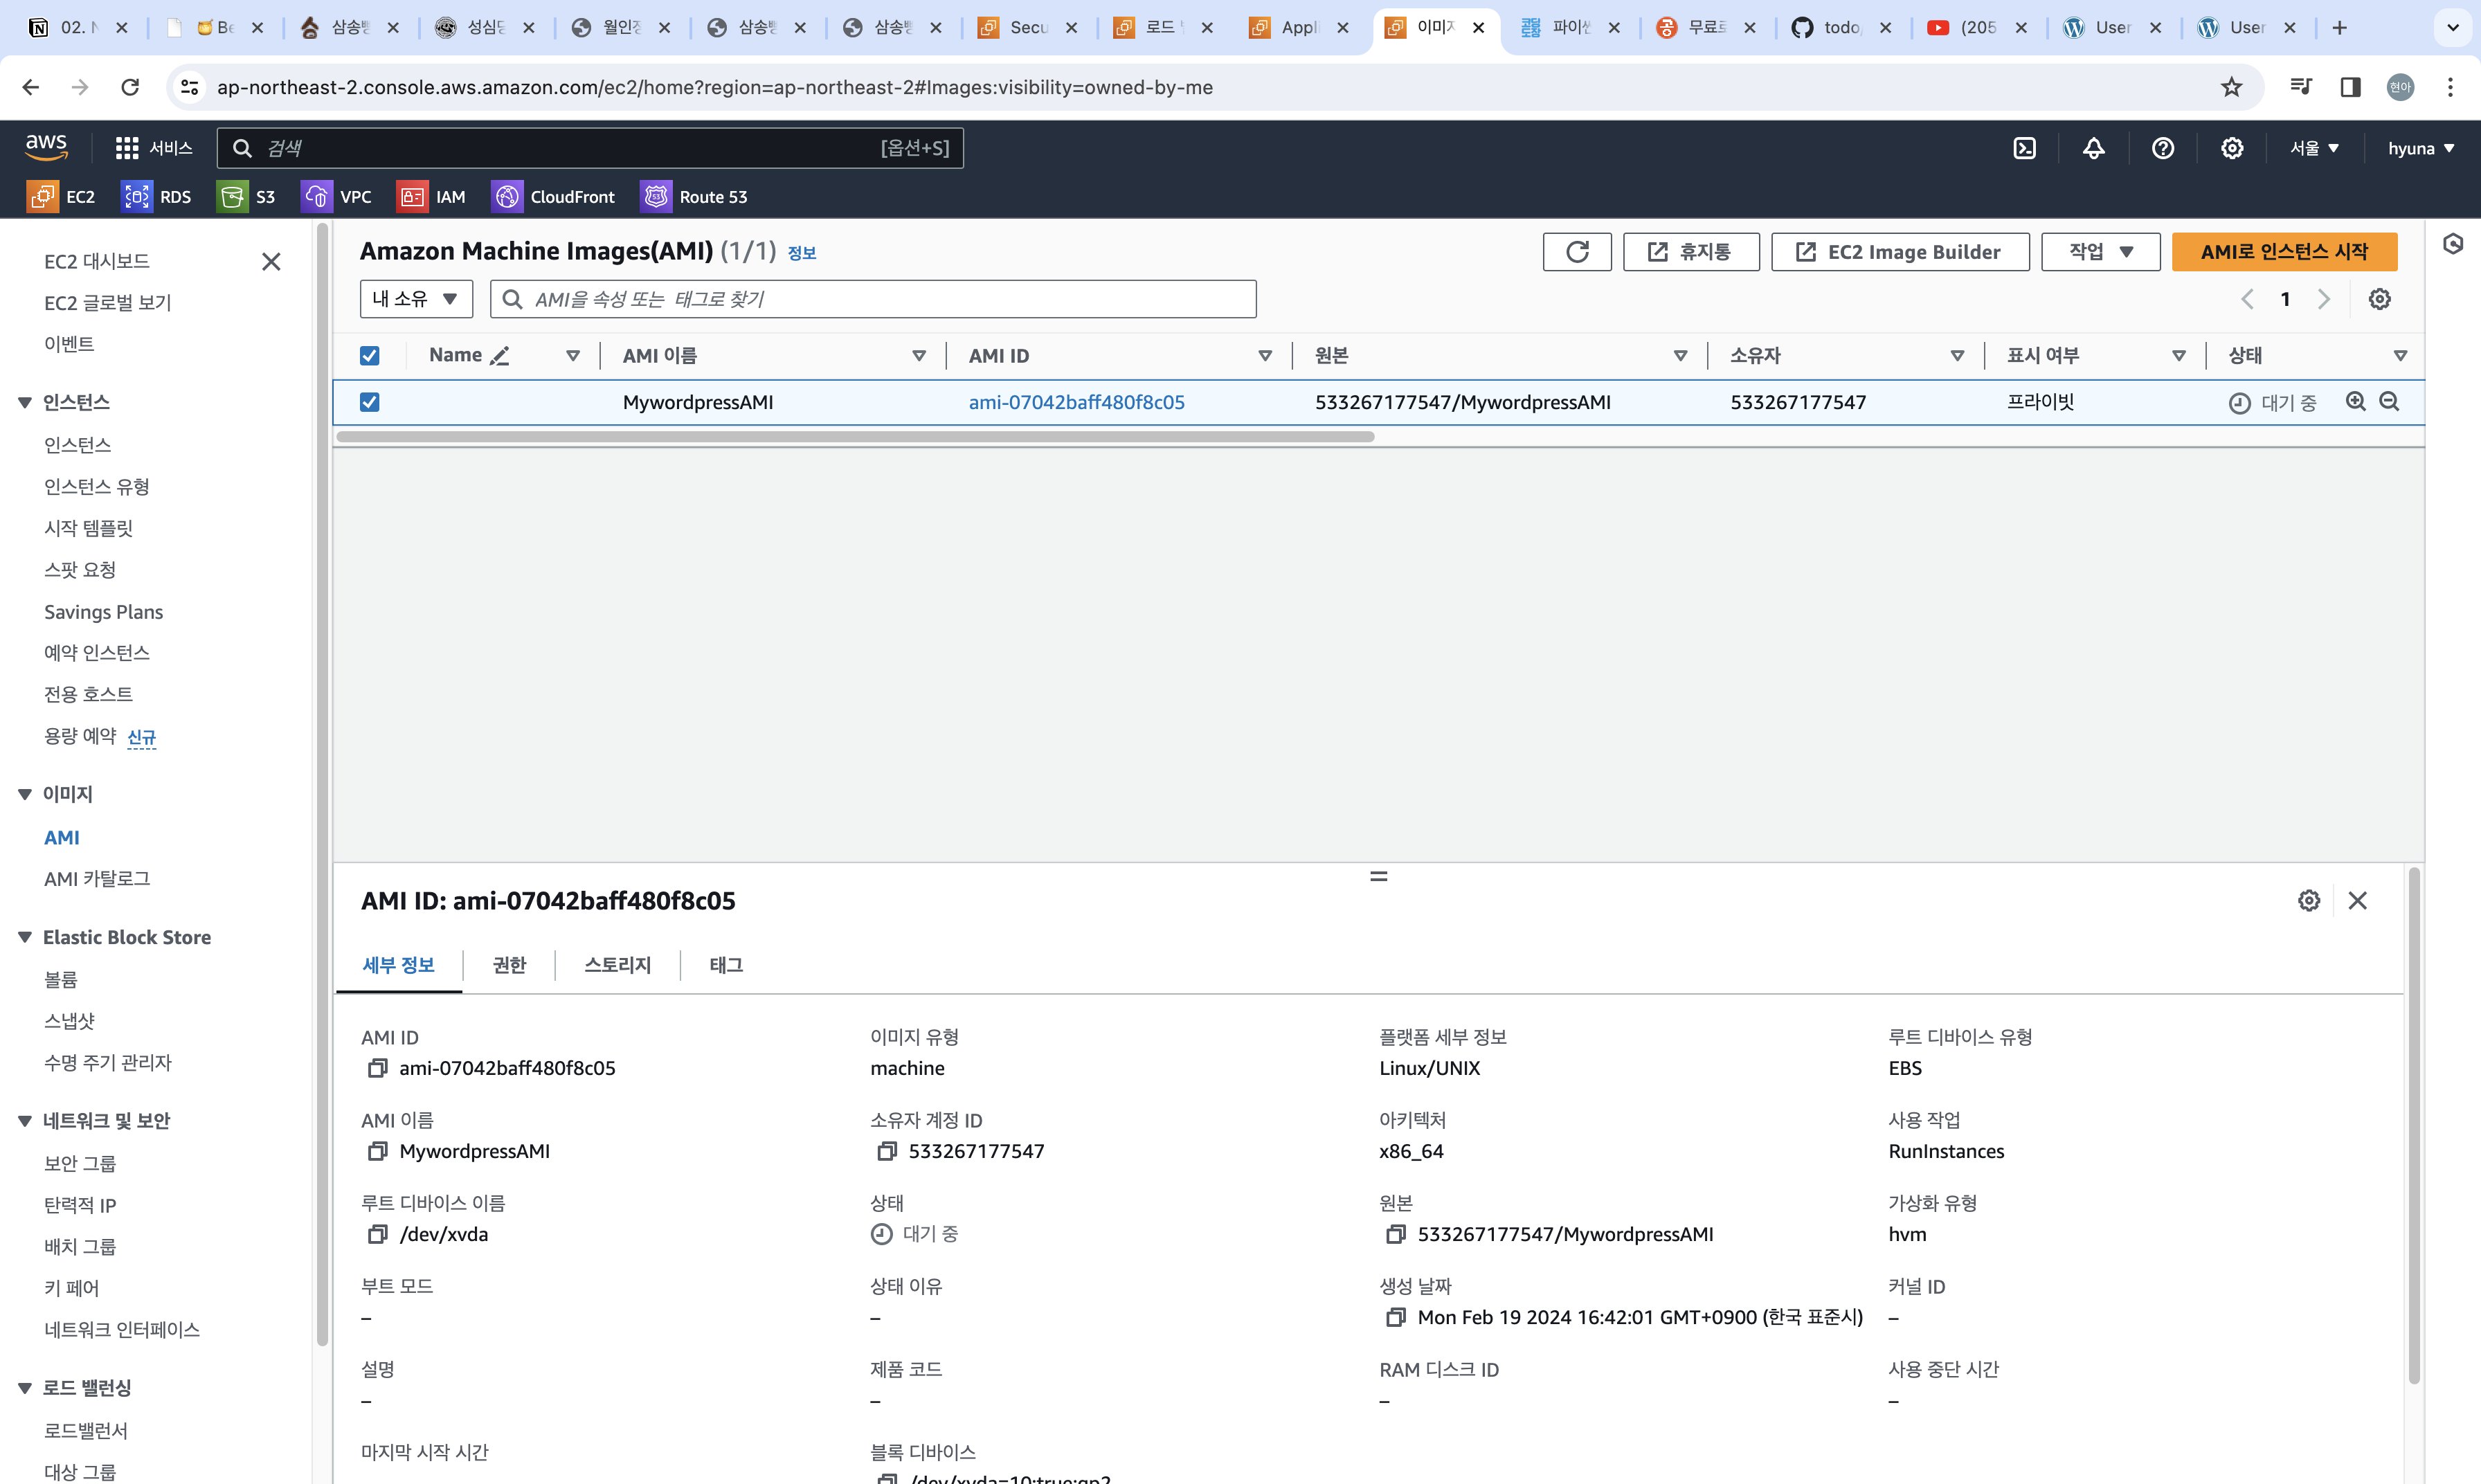 02. N
Be
삼송빵
성심당
월인정
삼송빵
삼송빵
Secu
로드
Appli
이미지
파이썬
무료로
todo
(205
User
User
ap-northeast-2.console.aws.amazon.com/ec2/home?region=ap-northeast-2#Images:visibility=owned-by-me
현아
aws
서비스
검색
[옵션+S]
서울
hyuna
EC2
RDS
S3
VPC
IAM
CloudFront
Route 53
EC2 대시보드
EC2 글로벌 보기
이벤트
인스턴스
인스턴스
인스턴스 유형
시작 템플릿
스팟 요청
Savings Plans
예약 인스턴스
전용 호스트
용량 예약 신규
이미지
AMI
AMI 카탈로그
Elastic Block Store
볼륨
스냅샷
수명 주기 관리자
네트워크 및 보안
보안 그룹
탄력적 IP
배치 그룹
키 페어
네트워크 인터페이스
로드 밸런싱
로드밸런서
대상 그룹
Amazon Machine Images(AMI) (1/1) 정보
휴지통
EC2 Image Builder
작업
AMI로 인스턴스 시작
내 소유
AMI을 속성 또는 태그로 찾기
1
Name
AMI 이름
AMI ID
원본
소유자
표시 여부
상태
MywordpressAMI
ami-07042baff480f8c05
533267177547/MywordpressAMI
533267177547
프라이빗
대기 중
AMI ID: ami-07042baff480f8c05
세부 정보
권한
스토리지
태그
AMI ID
ami-07042baff480f8c05
이미지 유형
machine
플랫폼 세부 정보
Linux/UNIX
루트 디바이스 유형
EBS
AMI 이름
MywordpressAMI
소유자 계정 ID
533267177547
아키텍처
x86_64
사용 작업
RunInstances
루트 디바이스 이름
/dev/xvda
상태
대기 중
원본
533267177547/MywordpressAMI
가상화 유형
hvm
부트 모드
–
상태 이유
–
생성 날짜
Mon Feb 19 2024 16:42:01 GMT+0900 (한국 표준시)
커널 ID
–
설명
–
제품 코드
–
RAM 디스크 ID
–
사용 중단 시간
–
마지막 시작 시간
블록 디바이스
/dev/xvda=10:true:gp2